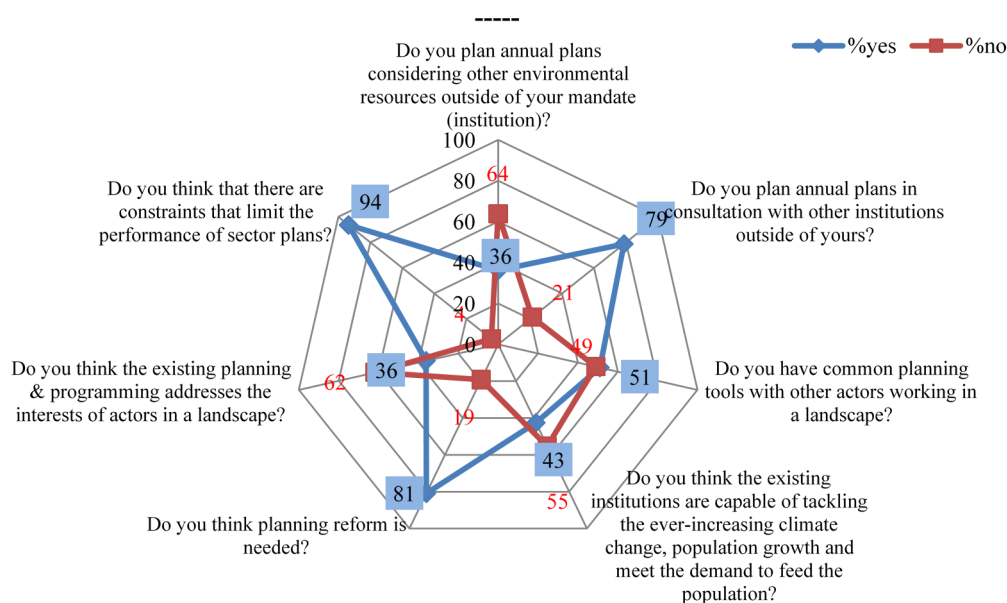 -----
Do you plan annual plans
considering other environmental
resources outside of your mandate
(institution)?
%yes %no
100
80
60
40
20
0
64
36
Do you plan annual plans in
consultation with other institutions
outside of yours?
79
21
Do you have common planning
tools with other actors working in
a landscape?
49
51
Do you think the existing
institutions are capable of tackling
the ever-increasing climate
change, population growth and
meet the demand to feed the
population?
43
55
Do you think planning reform is
needed?
81
19
Do you think the existing planning
& programming addresses the
interests of actors in a landscape?
36
62
Do you think that there are
constraints that limit the
performance of sector plans?
94
4